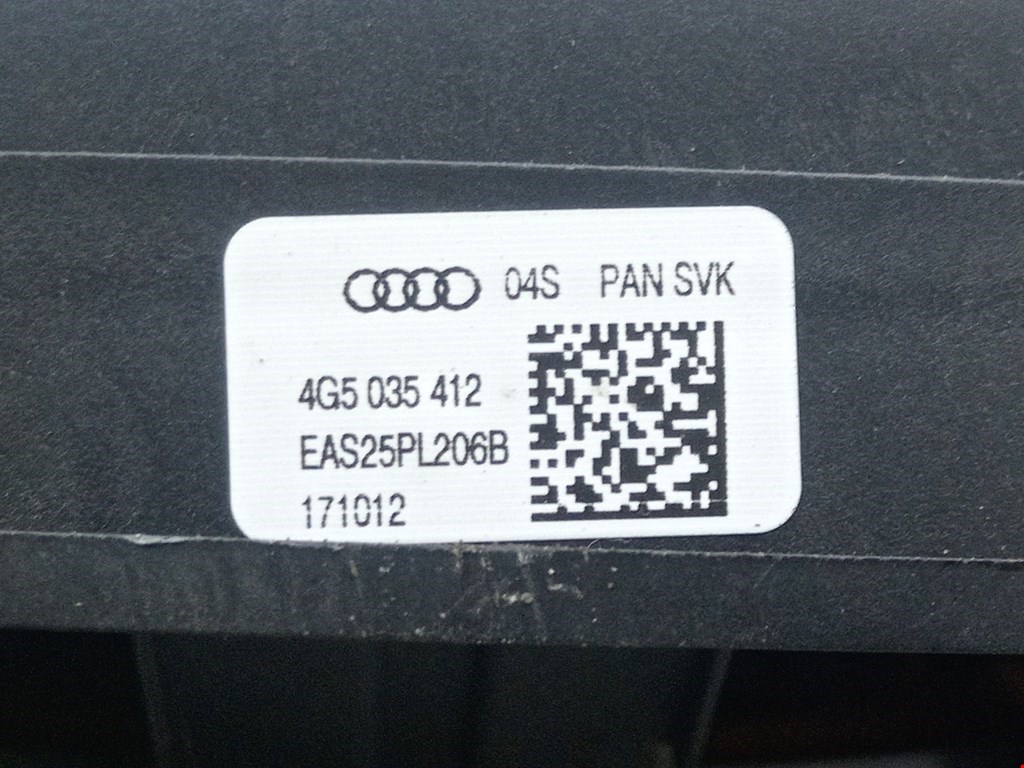 04S PAN SVK
4G5 035 412
EAS25PL206B
171012